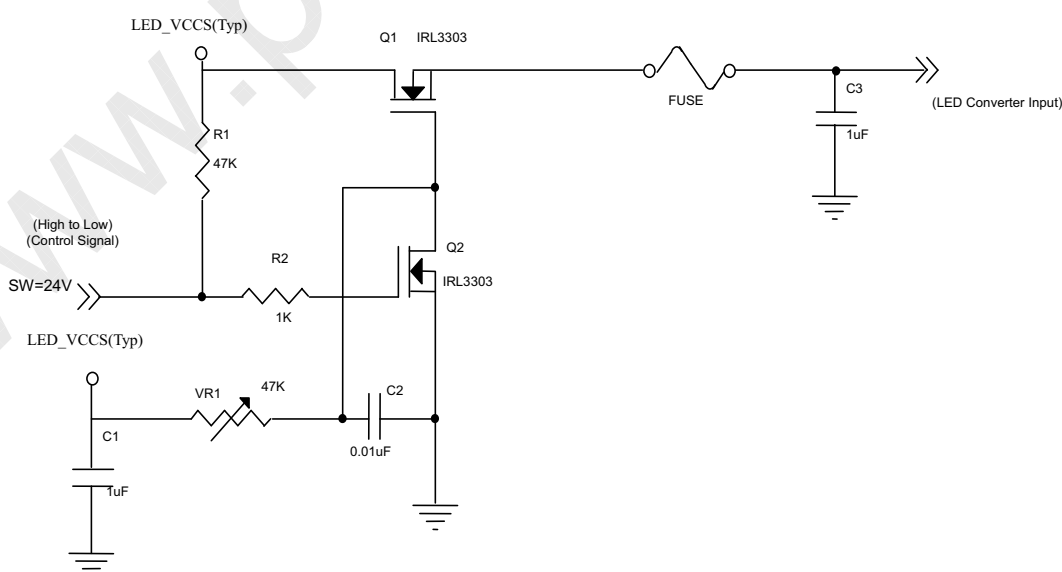 LED_VCCS(Typ)
Q1 IRL3303
FUSE
C3
1uF
(LED Converter Input)
R1
47K
(High to Low)
(Control Signal)
SW=24V
R2
1K
Q2
IRL3303
LED_VCCS(Typ)
VR1
47K
C2
0.01uF
C1
1uF
www.p